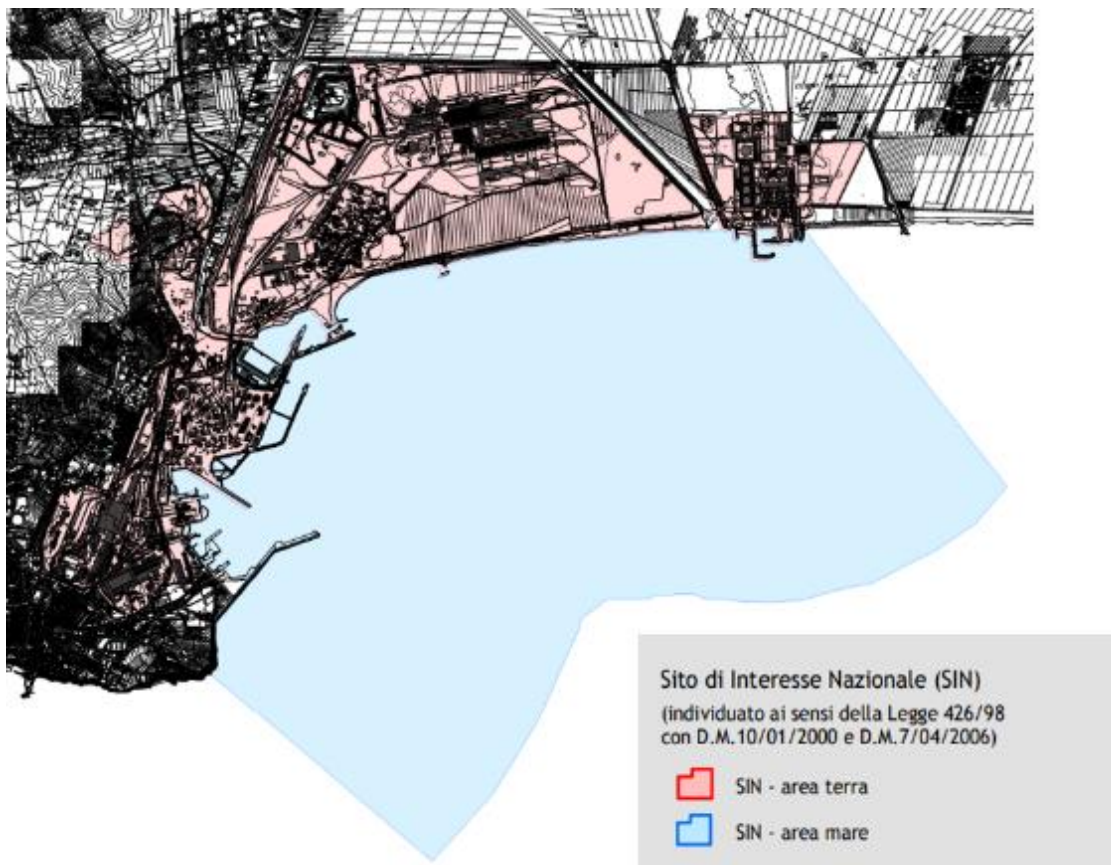 Sito di Interesse Nazionale (SIN)
(individuato ai sensi della Legge 426/98
con D.M.10/01/2000 e D.M.7/04/2006)
SIN - area terra
SIN - area mare